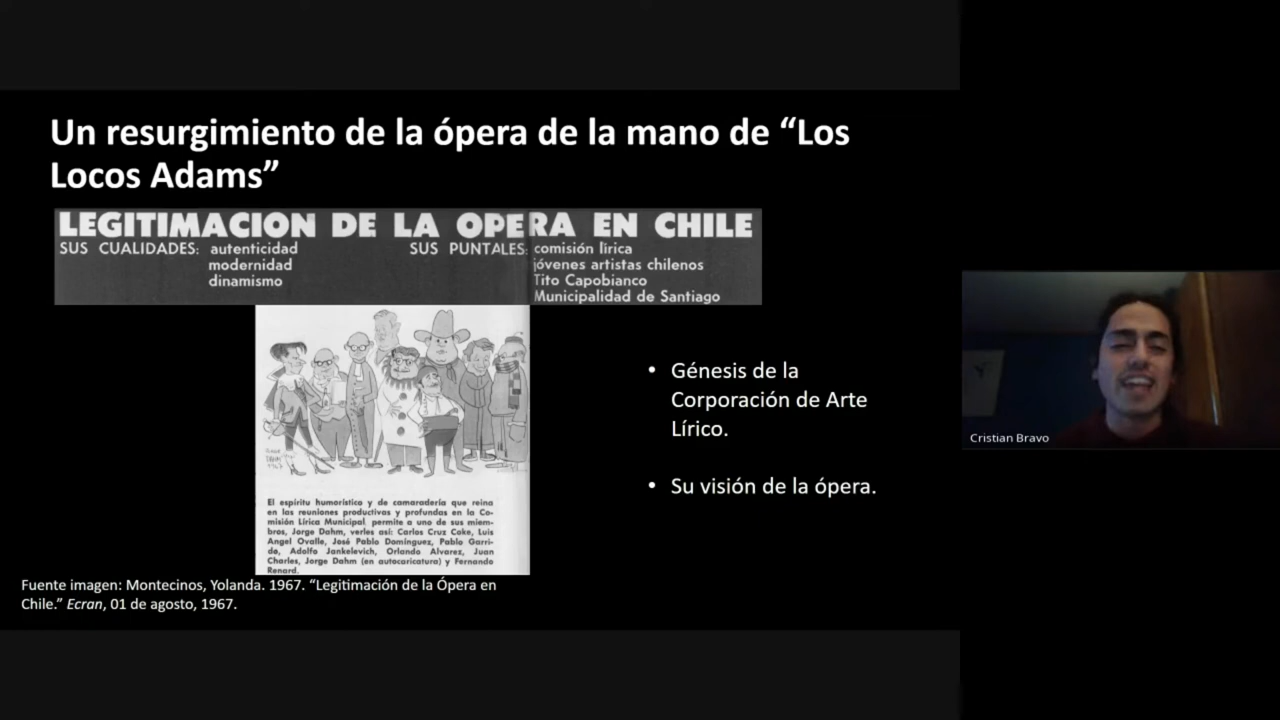 Un resurgimiento de la ópera de la mano de “Los
Locos Adams”
LEGITIMACION DE LA OPERA EN CHILE
SUS CUALIDADES: autenticidad
modernidad
dinamismo
SUS PUNTALES: comisión lírica
jóvenes artistas chilenos
Tito Capobianco
Municipalidad de Santiago
El espíritu humorístico y de camaradería que reina
en las reuniones productivas y profundas en la Co-
misión Lírica Municipal, permite a uno de sus miem-
bros, Jorge Dahm, verles así: Carlos Cruz Coke, Luis
Angel Ovalle, José Pablo Domínguez, Pablo Garri-
do, Adolfo Jankelevich, Orlando Alvarez, Juan
Charles, Jorge Dahm (en autocaricatura) y Fernando
Renard.
Fuente imagen: Montecinos, Yolanda. 1967. “Legitimación de la Ópera en
Chile.” Ecran, 01 de agosto, 1967.
• Génesis de la
Corporación de Arte
Lírico.
• Su visión de la ópera.
Cristian Bravo